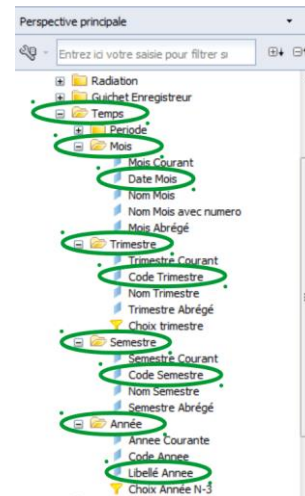 Perspective principale
Entrez ici votre saisie pour filtrer
Radiation
Guichet Enregistreur
Temps
Periode
Mois
Mois Courant
Date Mois
Nom Mois
Nom Mois avec numero
Mois Abrégé
Trimestre
Trimestre Courant
Code Trimestre
Nom Trimestre
Trimestre Abrégé
Choix trimestre
Semestre
Semestre Courant
Code Semestre
Nom Semestre
Semestre Abrégé
Année
Annee Courante
Code Annee
Libellé Annee
Choix Année N-3